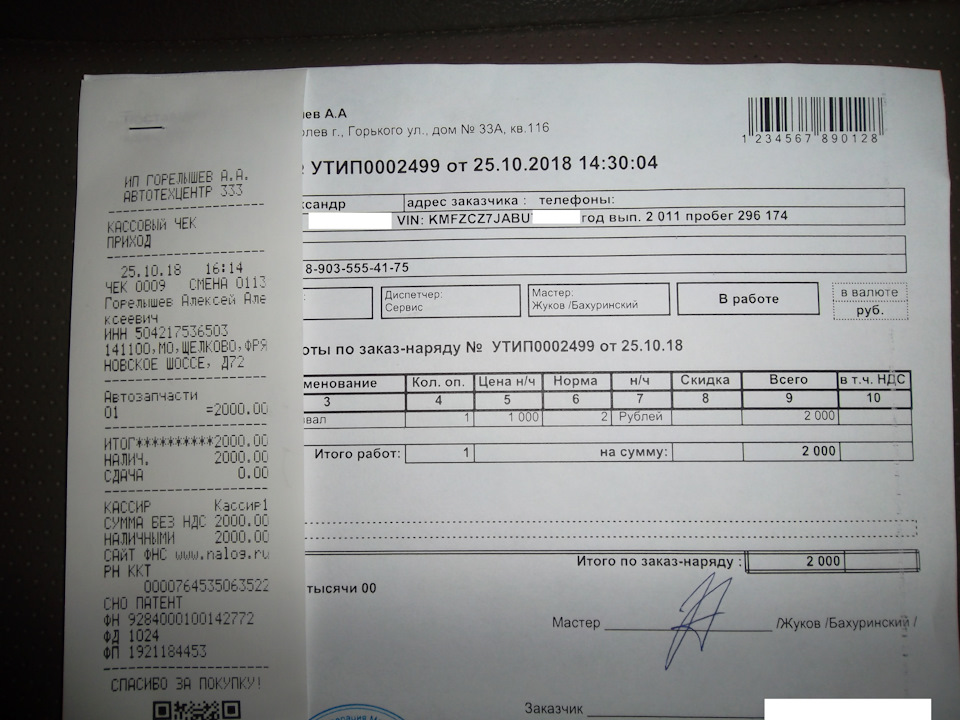 ИП ГОРЕЛЫШЕВ А.А.
АВТОТЕХЦЕНТР 333
КАССОВЫЙ ЧЕК
ПРИХОД
25.10.18 16:14
ЧЕК 0009 СМЕНА 0113
Горелышев Алексей Але
ксеевич
ИНН 504217536503
141100,МО,ЩЕЛКОВО,ФРЯ
НОВСКОЕ ШОССЕ, Д72
Автозапчасти
01 =2000.00
ИТОГ**********2000.00
НАЛИЧ. 2000.00
СДАЧА 0.00
КАССИР Кассир1
СУММА БЕЗ НДС 2000.00
НАЛИЧНЫМИ 2000.00
САЙТ ФНС www.nalog.ru
РН ККТ
0000764535063522
СНО ПАТЕНТ
ФН 9284000100142772
ФД 1024
ФП 1921184453
СПАСИБО ЗА ПОКУПКУ!
ев А.А
олев г., Горького ул., дом № 33А, кв.116
1 234567 890128
УТИП0002499 от 25.10.2018 14:30:04
ксандр адрес заказчика : телефоны:
VIN: KMFZCZ7JABU год вып. 2 011 пробег 296 174
8-903-555-41-75
Диспетчер:
Сервис
Мастер:
Жуков /Бахуринский
В работе
в валюте
руб.
оты по заказ-наряду № УТИП0002499 от 25.10.18
менование Кол. оп. Цена н/ч Норма н/ч Скидка Всего в т.ч. НДС
3 4 5 6 7 8 9 10
вал 1 1 000 2 Рублей 2 000
Итого работ: 1 на сумму: 2 000
Итого по заказ-наряду : 2 000
тысячи 00
Мастер /Жуков /Бахуринский /
Заказчик